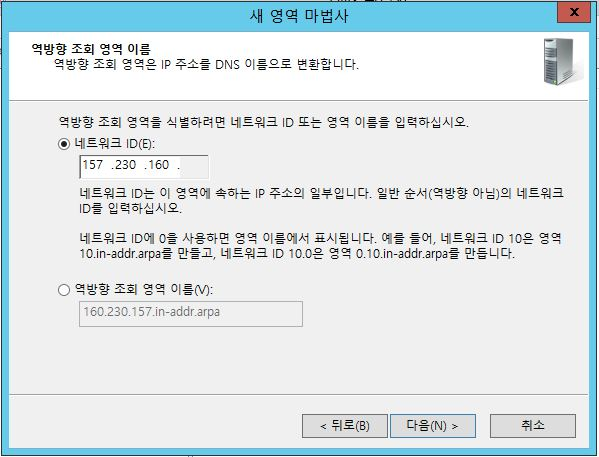 새 영역 마법사
x
역방향 조회 영역 이름
역방향 조회 영역은 IP 주소를 DNS 이름으로 변환합니다.
역방향 조회 영역을 식별하려면 네트워크 ID 또는 영역 이름을 입력하십시오.
네트워크 ID(E):
157 .230 .160 .
네트워크 ID는 이 영역에 속하는 IP 주소의 일부입니다. 일반 순서(역방향 아님)의 네트워크
ID를 입력하십시오.
네트워크 ID에 0을 사용하면 영역 이름에서 표시됩니다. 예를 들어, 네트워크 ID 10은 영역
10.in-addr.arpa를 만들고, 네트워크 ID 10.0은 영역 0.10.in-addr.arpa를 만듭니다.
역방향 조회 영역 이름(V):
160.230.157.in-addr.arpa
< 뒤로(B) 다음(N) > 취소